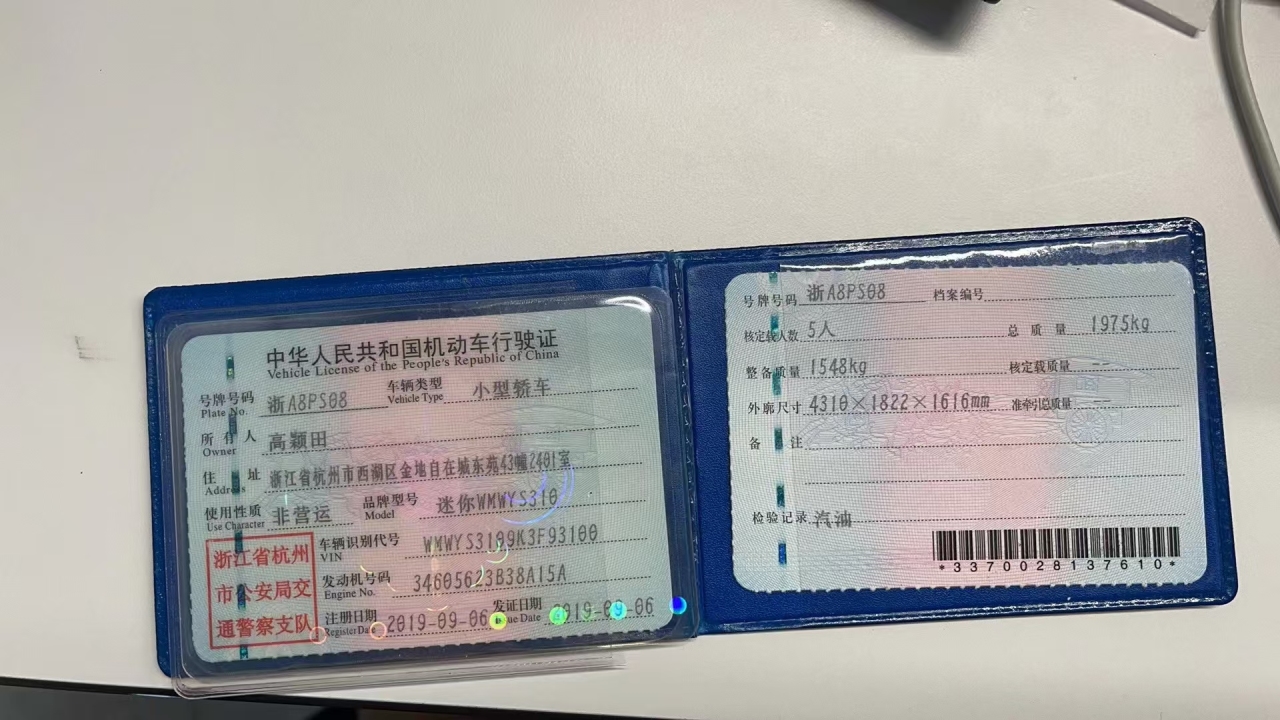 中华人民共和国机动车行驶证
Vehicle License of the People's Republic of China
号牌号码 浙A8PS08 车辆类型 小型轿车
Plate No. Vehicle Type
所有人 高颖田
Owner
住址 浙江省杭州市西湖区金地自在城东苑43幢2401室
Address
使用性质 非营运 品牌型号 迷你WMWYS310
Use Character Model
浙江省杭州
市公安局交
通警察支队
车辆识别代号 WMWYS3109K3F93100
VIN
发动机号码 34605623B38A15A
Engine No.
注册日期 2019-09-06 发证日期 2019-09-06
Register Date Issue Date
号牌号码 浙A8PS08 档案编号
核定载人数 5人 总质量 1975kg
整备质量 1548kg 核定载质量 --
外廓尺寸 4310×1822×1616mm 准牵引总质量 --
备注
检验记录 汽油
*3370028137610*